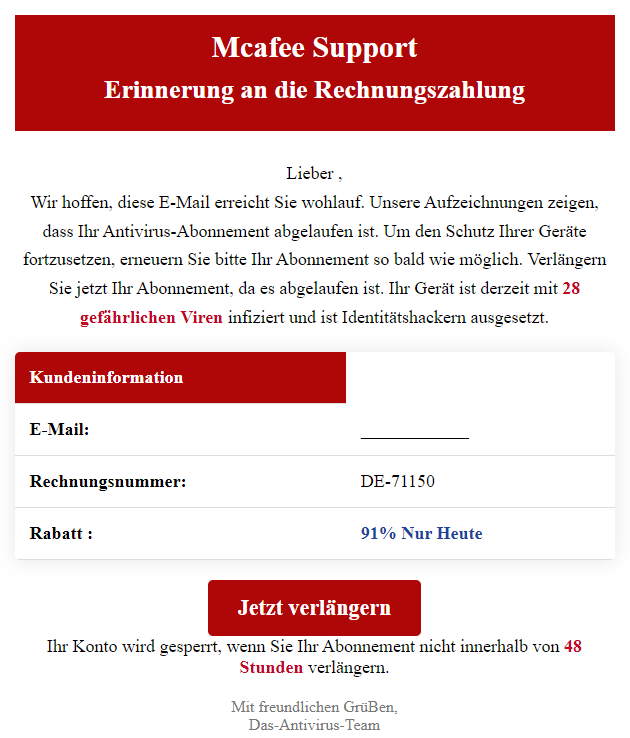 Mcafee Support
Erinnerung an die Rechnungszahlung
Lieber ,
Wir hoffen, diese E-Mail erreicht Sie wohlauf. Unsere Aufzeichnungen zeigen,
dass Ihr Antivirus-Abonnement abgelaufen ist. Um den Schutz Ihrer Geräte
fortzusetzen, erneuern Sie bitte Ihr Abonnement so bald wie möglich. Verlängern
Sie jetzt Ihr Abonnement, da es abgelaufen ist. Ihr Gerät ist derzeit mit 28
gefährlichen Viren infiziert und ist Identitätshackern ausgesetzt.
Kundeninformation
E-Mail: ____________
Rechnungsnummer: DE-71150
Rabatt : 91% Nur Heute
Jetzt verlängern
Ihr Konto wird gesperrt, wenn Sie Ihr Abonnement nicht innerhalb von 48
Stunden verlängern.
Mit freundlichen GrüBen,
Das-Antivirus-Team